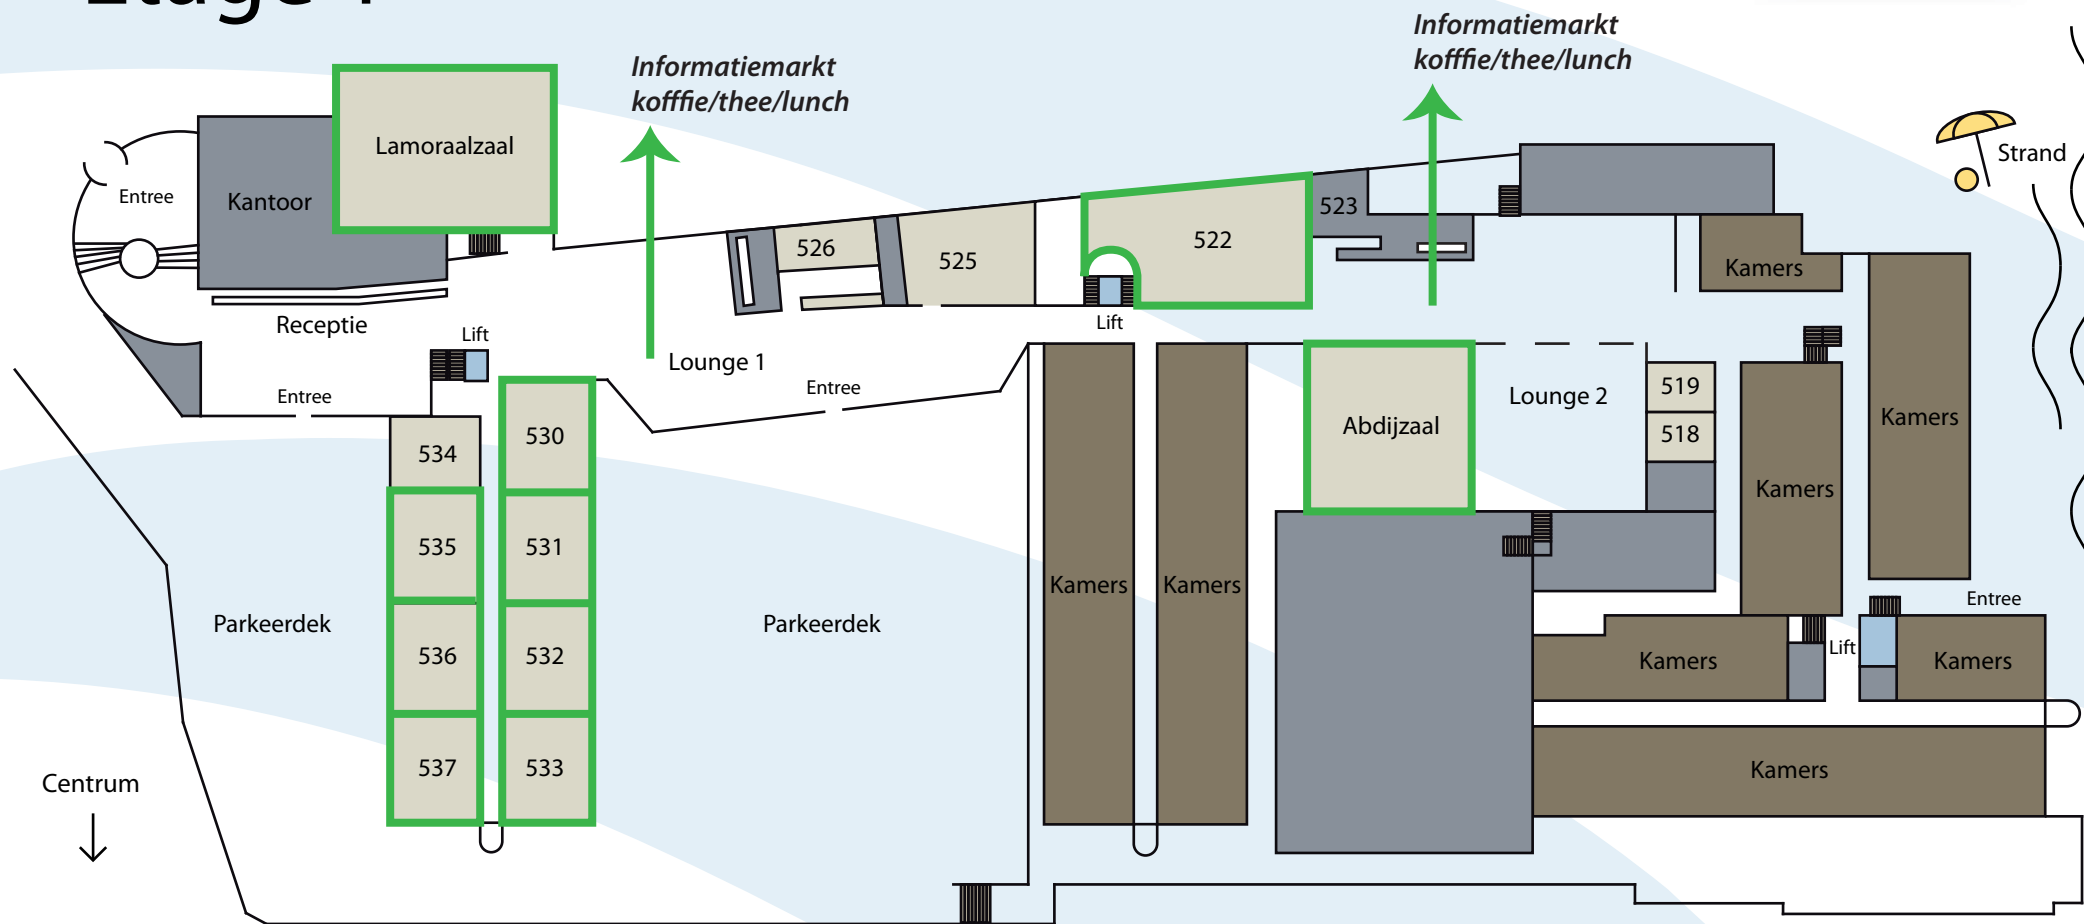 Etage 1
Informatiemarkt
kofffie/thee/lunch
Informatiemarkt
kofffie/thee/lunch
Lamoraalzaal
Strand
Entree
Kantoor
523
522
526
525
Kamers
Receptie
Lift
Lift
Lounge 1
Entree
Entree
Lounge 2
519
518
Abdijzaal
Kamers
534
530
Kamers
535
531
Kamers
Kamers
Entree
Parkeerdek
Parkeerdek
536
532
Kamers
Lift
Kamers
537
533
Kamers
Centrum